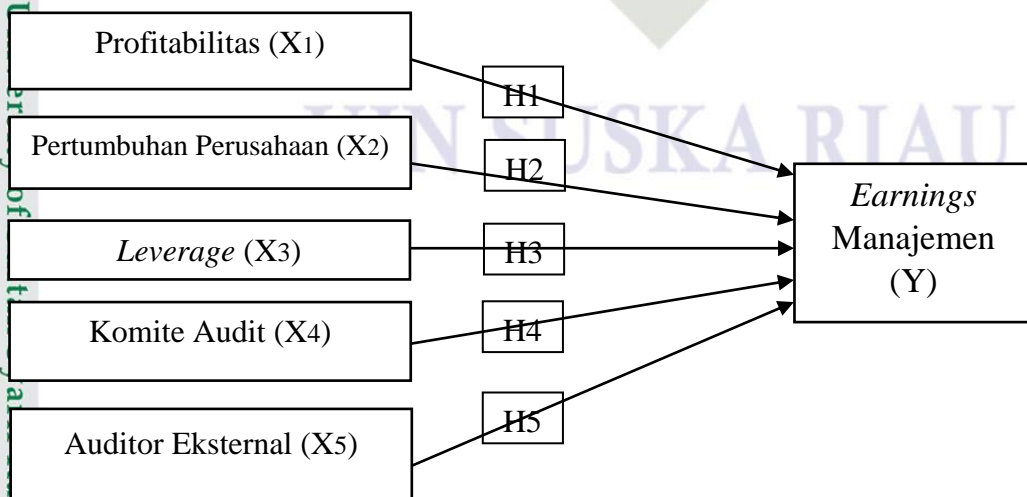 Profitabilitas (X1)
H1
UIN SUSKA RIAU
Pertumbuhan Perusahaan (X2)
H2
Earnings
Manajemen
(Y)
Leverage (X3)
H3
Komite Audit (X4)
H4
Auditor Eksternal (X5)
H5